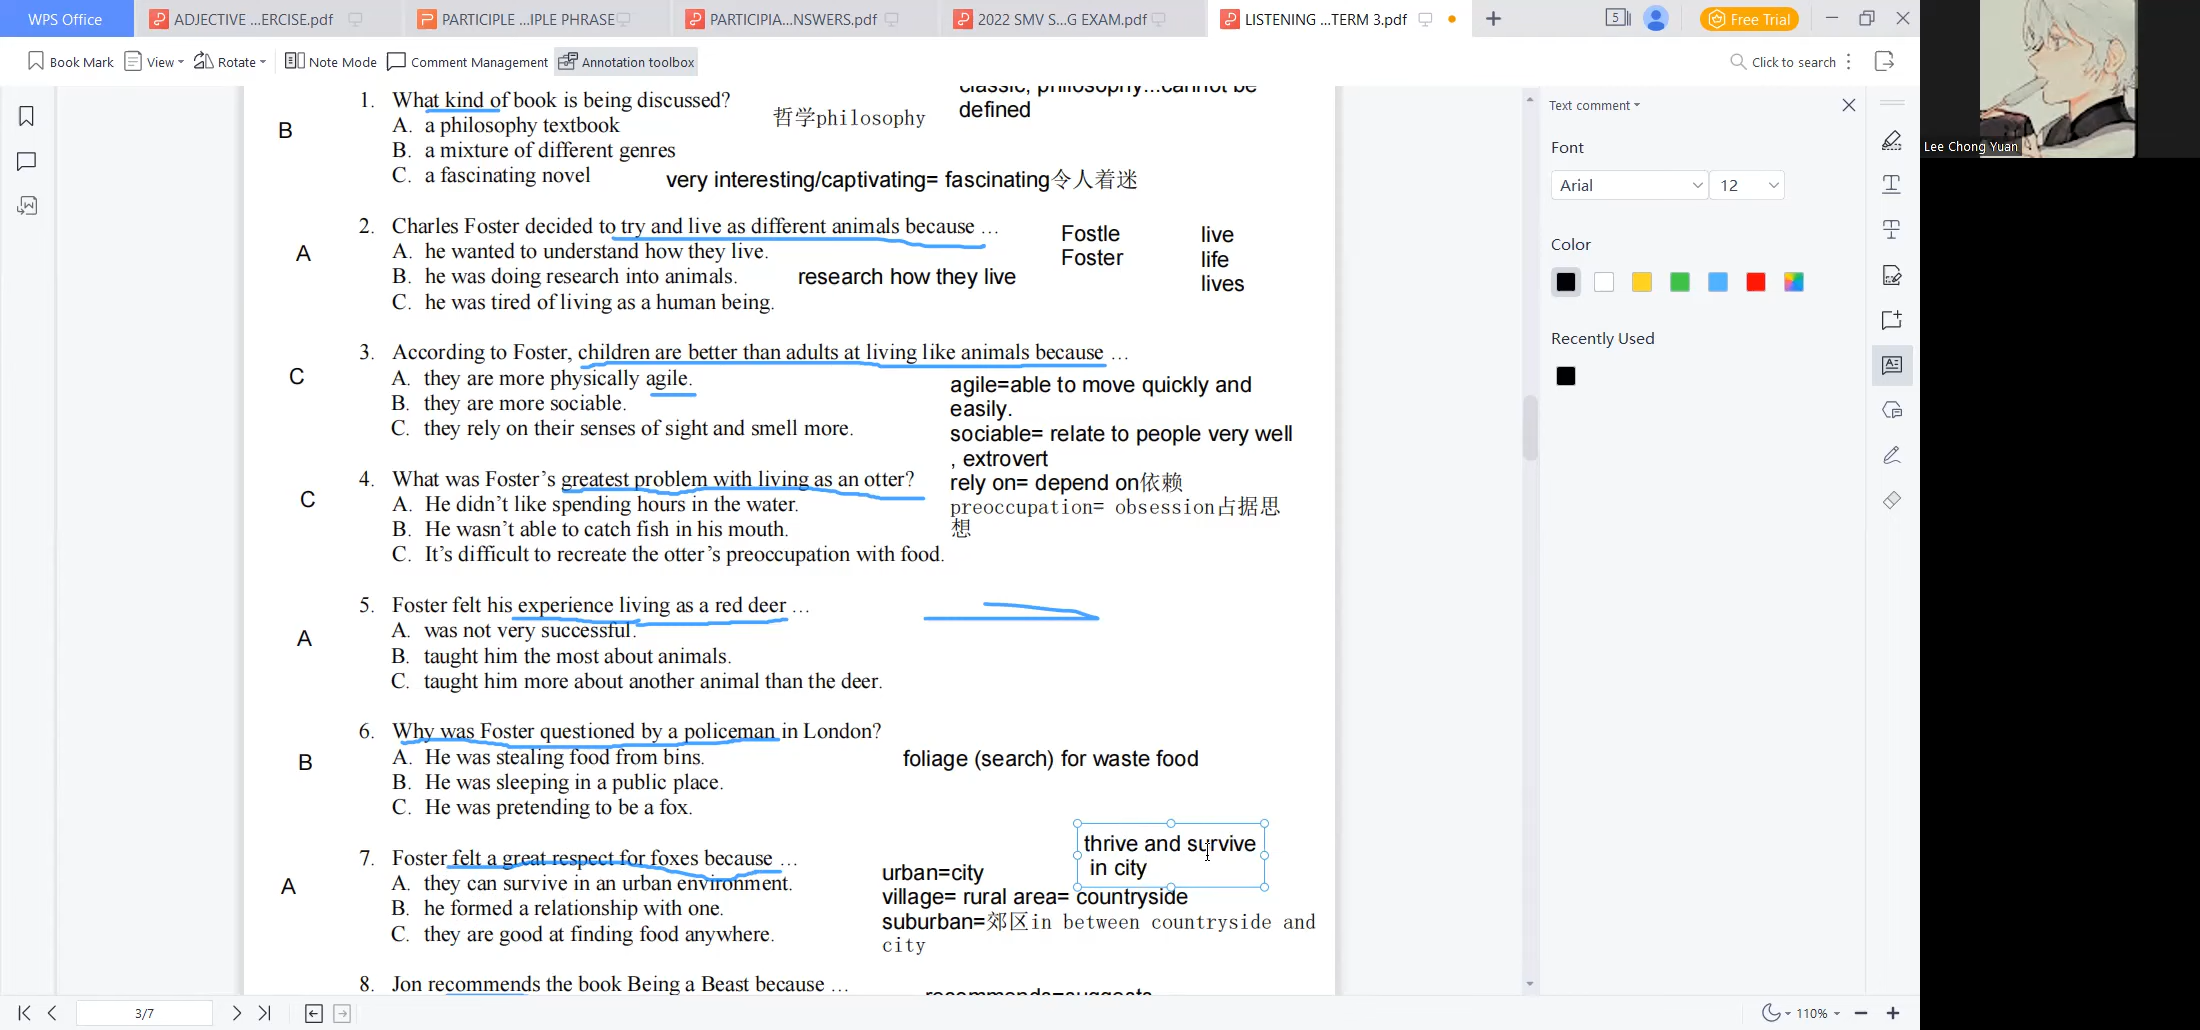 WPS Office
ADJECTIVE ...ERCISE.pdf
PARTICIPLE ...IPLE PHRASE
PARTICIPIA...NSWERS.pdf
2022 SMV S...G EXAM.pdf
LISTENING ...TERM 3.pdf
5
Free Trial
Book Mark
View
Rotate
Note Mode
Comment Management
Annotation toolbox
Click to search
Lee Chong Yuan
1. What kind of book is being discussed?
A. a philosophy textbook
B. a mixture of different genres
C. a fascinating novel
B
哲学philosophy
classic, philosophy...cannot be
defined
very interesting/captivating= fascinating令人着迷
2. Charles Foster decided to try and live as different animals because …
A. he wanted to understand how they live.
B. he was doing research into animals.
C. he was tired of living as a human being.
A
research how they live
Fostle
Foster
live
life
lives
3. According to Foster, children are better than adults at living like animals because …
A. they are more physically agile.
B. they are more sociable.
C. they rely on their senses of sight and smell more.
C
agile=able to move quickly and
easily.
sociable= relate to people very well
, extrovert
rely on= depend on依赖
preoccupation= obsession占据思
想
4. What was Foster’s greatest problem with living as an otter?
A. He didn’t like spending hours in the water.
B. He wasn’t able to catch fish in his mouth.
C. It’s difficult to recreate the otter’s preoccupation with food.
C
5. Foster felt his experience living as a red deer …
A. was not very successful.
B. taught him the most about animals.
C. taught him more about another animal than the deer.
A
6. Why was Foster questioned by a policeman in London?
A. He was stealing food from bins.
B. He was sleeping in a public place.
C. He was pretending to be a fox.
B
foliage (search) for waste food
7. Foster felt a great respect for foxes because …
A. they can survive in an urban environment.
B. he formed a relationship with one.
C. they are good at finding food anywhere.
A
thrive and survive
in city
urban=city
village= rural area= countryside
suburban=郊区in between countryside and
city
8. Jon recommends the book Being a Beast because …
recommends=suggests
Text comment
Font
Arial
12
Color
Recently Used
3/7
110%